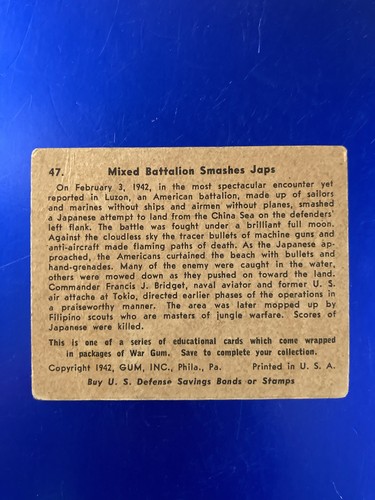 47. Mixed Battalion Smashes Japs
On February 3, 1942, in the most spectacular encounter yet
reported in Luzon, an American battalion, made up of sailors
and marines without ships and airmen without planes, smashed
a Japanese attempt to land from the China Sea on the defenders'
left flank. The battle was fought under a brilliant full moon.
Against the cloudless sky the tracer bullets of machine guns and
anti-aircraft made flaming paths of death. As the Japanese ap-
proached, the Americans curtained the beach with bullets and
hand-grenades. Many of the enemy were caught in the water,
others were mowed down as they pushed on toward the land.
Commander Francis J. Bridget, naval aviator and former U. S.
air attache at Tokio, directed earlier phases of the operations in
a praiseworthy manner. The area was later mopped up by
Filipino scouts who are masters of jungle warfare. Scores of
Japanese were killed.
This is one of a series of educational cards which come wrapped
in packages of War Gum. Save to complete your collection.
Copyright 1942, GUM, INC., Phila., Pa. Printed in U. S. A.
Buy U. S. Defense Savings Bonds or Stamps